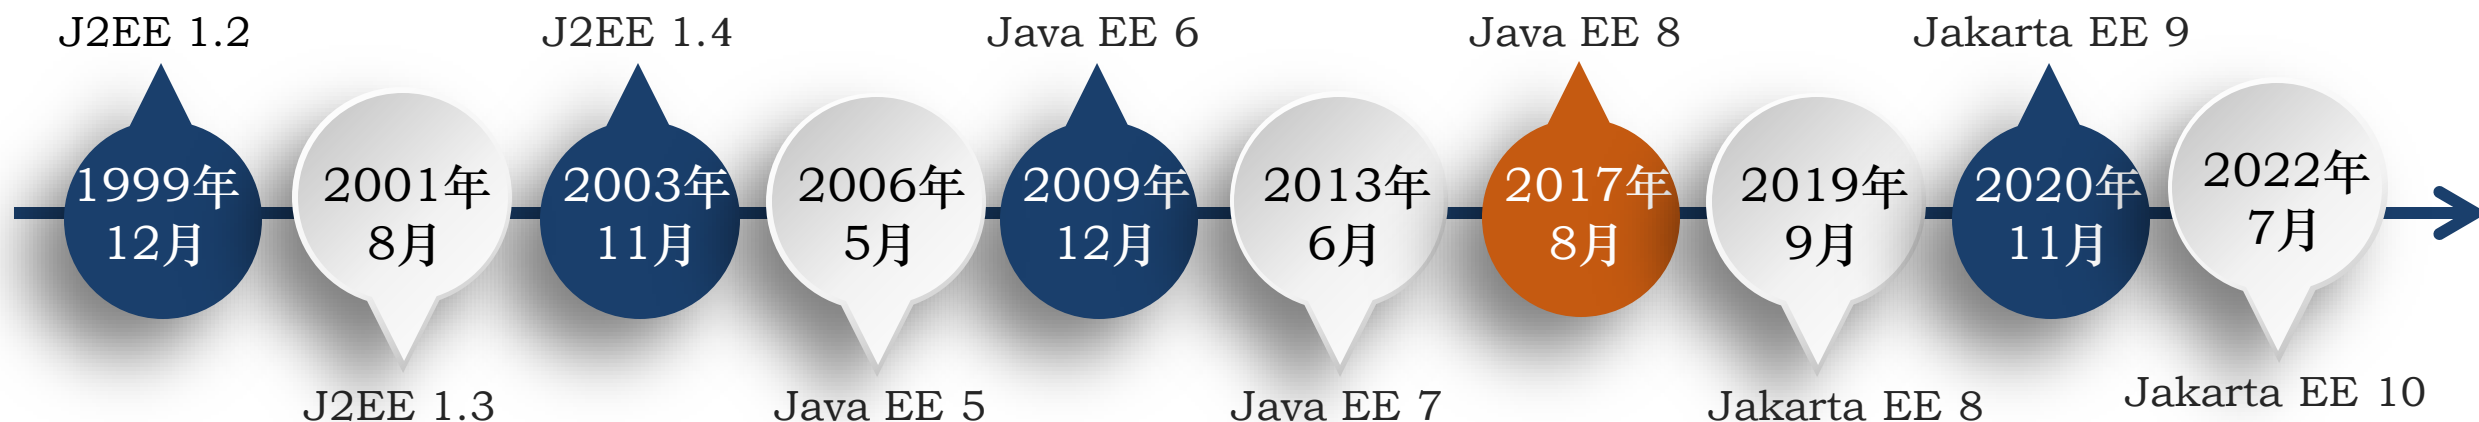 J2EE 1.2
1999年
12月
2001年
8月
J2EE 1.3
J2EE 1.4
2003年
11月
2006年
5月
Java EE 5
Java EE 6
2009年
12月
2013年
6月
Java EE 7
Java EE 8
2017年
8月
2019年
9月
Jakarta EE 8
Jakarta EE 9
2020年
11月
2022年
7月
Jakarta EE 10